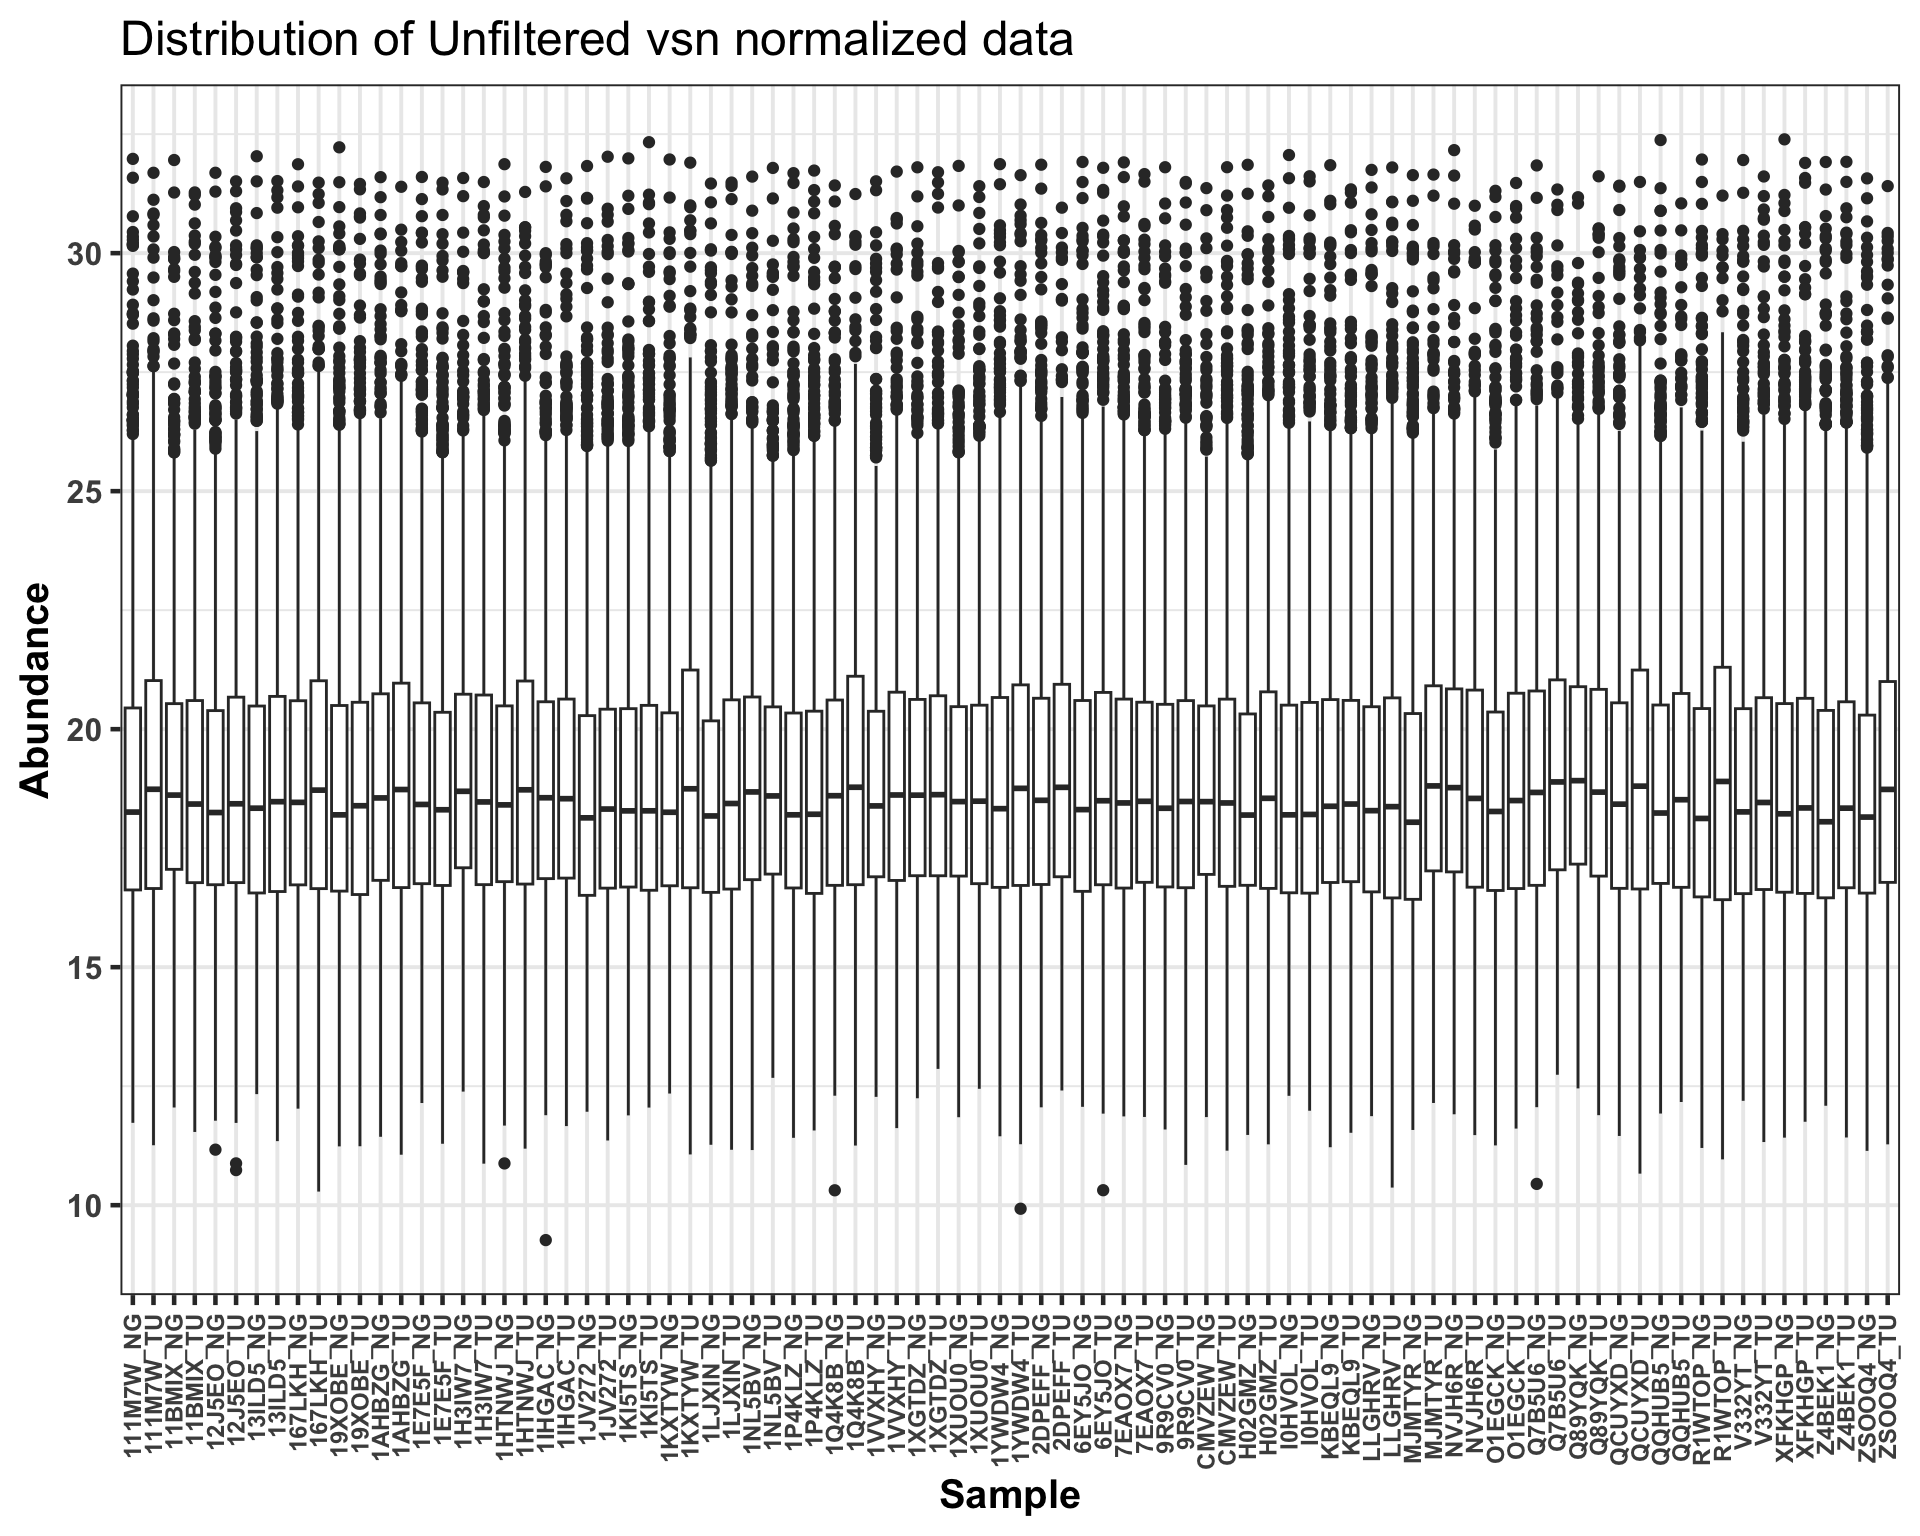 Distribution of Unfiltered vsn normalized data
Abundance
30
25
20
15
10
111M7W_NG
111M7W_TU
11BMIX_NG
11BMIX_TU
12J5EO_NG
12J5EO_TU
13ILD5_NG
13ILD5_TU
167LKH_NG
167LKH_TU
19XOBE_NG
19XOBE_TU
1AHBZG_NG
1AHBZG_TU
1E7E5F_NG
1E7E5F_TU
1H3IW7_NG
1H3IW7_TU
1HTNWJ_NG
1HTNWJ_TU
1IHGAC_NG
1IHGAC_TU
1JV272_NG
1JV272_TU
1KI5TS_NG
1KI5TS_TU
1KXTYW_NG
1KXTYW_TU
1LJXIN_NG
1LJXIN_TU
1NL5BV_NG
1NL5BV_TU
1P4KLZ_NG
1P4KLZ_TU
1Q4K8B_NG
1Q4K8B_TU
1VVXHY_NG
1VVXHY_TU
1XGTDZ_NG
1XGTDZ_TU
1XUOU0_NG
1XUOU0_TU
1YWDW4_NG
1YWDW4_TU
2DPEFF_NG
2DPEFF_TU
6EY5JO_NG
6EY5JO_TU
7EAOX7_NG
7EAOX7_TU
9R9CV0_NG
9R9CV0_TU
CMVZEW_NG
CMVZEW_TU
H02GMZ_NG
H02GMZ_TU
I0HVOL_NG
I0HVOL_TU
KBEQL9_NG
KBEQL9_TU
LLGHRV_NG
LLGHRV_TU
MJMTYR_NG
MJMTYR_TU
NVJH6R_NG
NVJH6R_TU
O1EGCK_NG
O1EGCK_TU
Q7B5U6_NG
Q7B5U6_TU
Q89YQK_NG
Q89YQK_TU
QCUYXD_NG
QCUYXD_TU
QQHUB5_NG
QQHUB5_TU
R1WTOP_NG
R1WTOP_TU
V332YT_NG
V332YT_TU
XFKHGP_NG
XFKHGP_TU
Z4BEK1_NG
Z4BEK1_TU
ZSOOQ4_NG
ZSOOQ4_TU
Sample